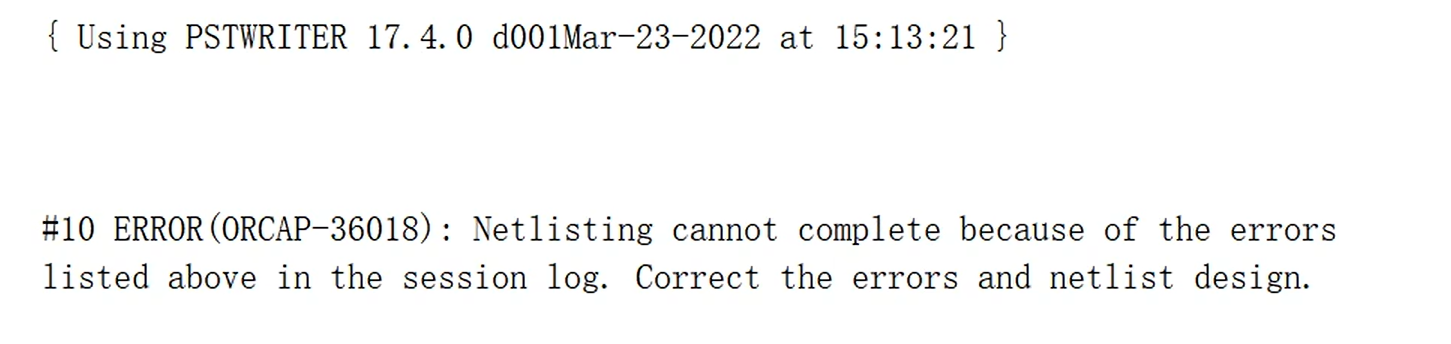 { Using PSTWRITER 17.4.0 d001Mar-23-2022 at 15:13:21 }
#10 ERROR(ORCAP-36018): Netlisting cannot complete because of the errors
listed above in the session log. Correct the errors and netlist design.